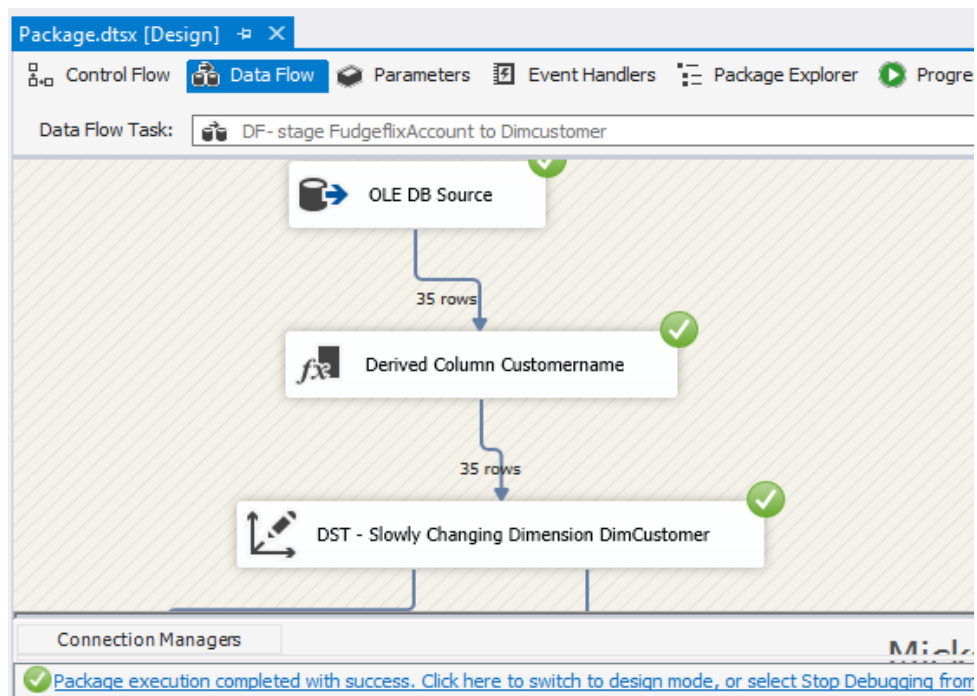 Package.dtsx [Design]
Control Flow Data Flow Parameters Event Handlers Package Explorer Progre
Data Flow Task: DF- stage FudgeflixAccount to Dimcustomer
OLE DB Source
35 rows
fx Derived Column Customername
35 rows
DST - Slowly Changing Dimension DimCustomer
Connection Managers
Package execution completed with success. Click here to switch to design mode, or select Stop Debugging from